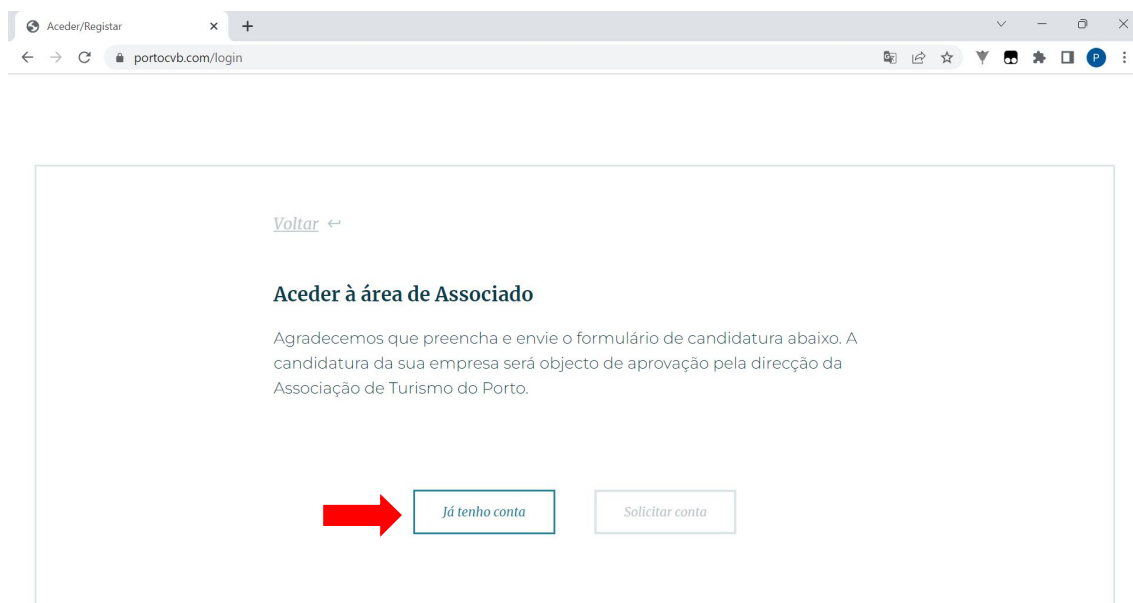 Aceder/Registar
portocvb.com/login
P
Voltar
Aceder à área de Associado
Agradecemos que preencha e envie o formulário de candidatura abaixo. A
candidatura da sua empresa será objecto de aprovação pela direcção da
Associação de Turismo do Porto.
Já tenho conta
Solicitar conta